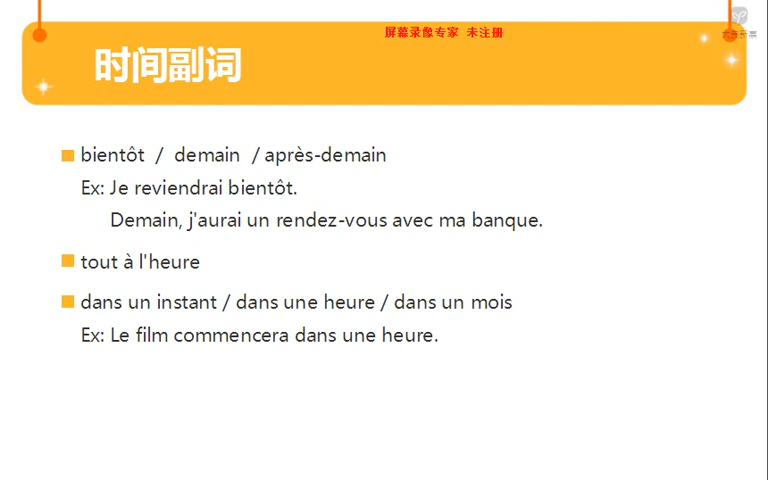 屏幕录像专家 未注册
时间副词
bientôt / demain / après-demain
Ex: Je reviendrai bientôt.
Demain, j'aurai un rendez-vous avec ma banque.
tout à l'heure
dans un instant / dans une heure / dans un mois
Ex: Le film commencera dans une heure.